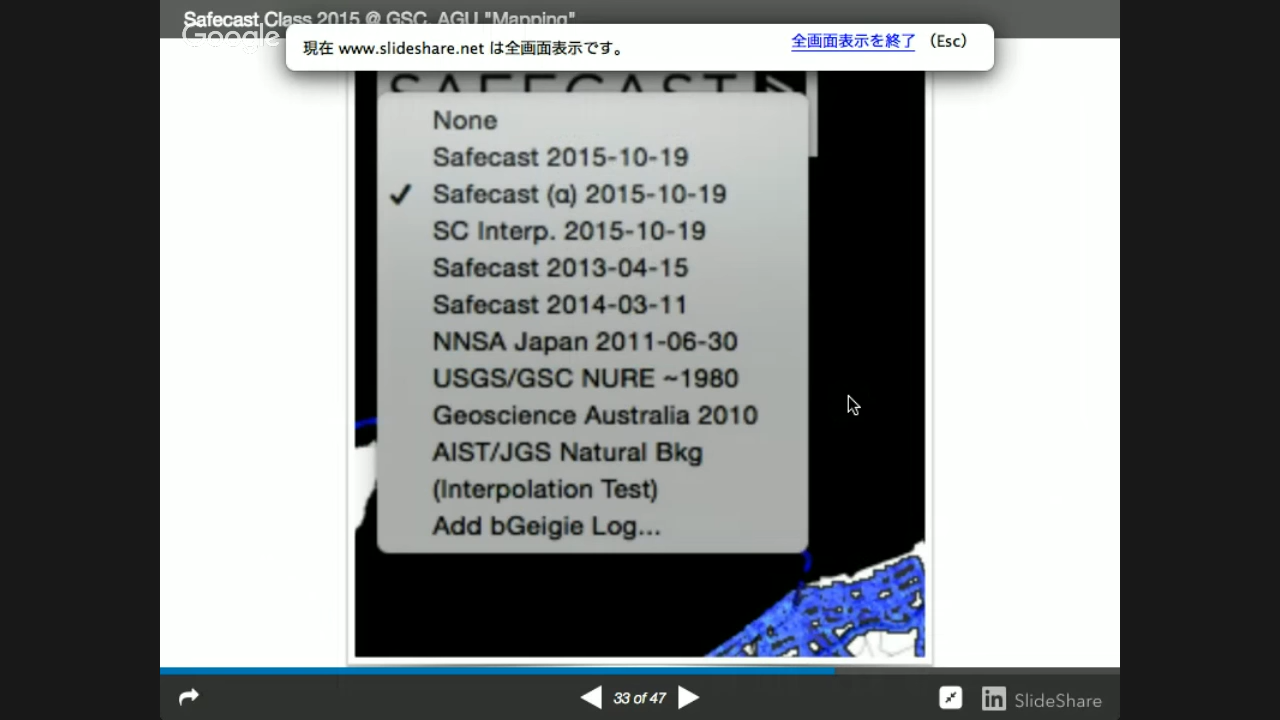 Safecast Class 2015 @ GSC, AGU "Mapping"
Google
現在 www.slideshare.net は全画面表示です。
全画面表示を終了 （Esc）
SAFECAST
None
Safecast 2015-10-19
✓ Safecast (α) 2015-10-19
SC Interp. 2015-10-19
Safecast 2013-04-15
Safecast 2014-03-11
NNSA Japan 2011-06-30
USGS/GSC NURE ~1980
Geoscience Australia 2010
AIST/JGS Natural Bkg
(Interpolation Test)
Add bGeigie Log...
33 of 47
in SlideShare